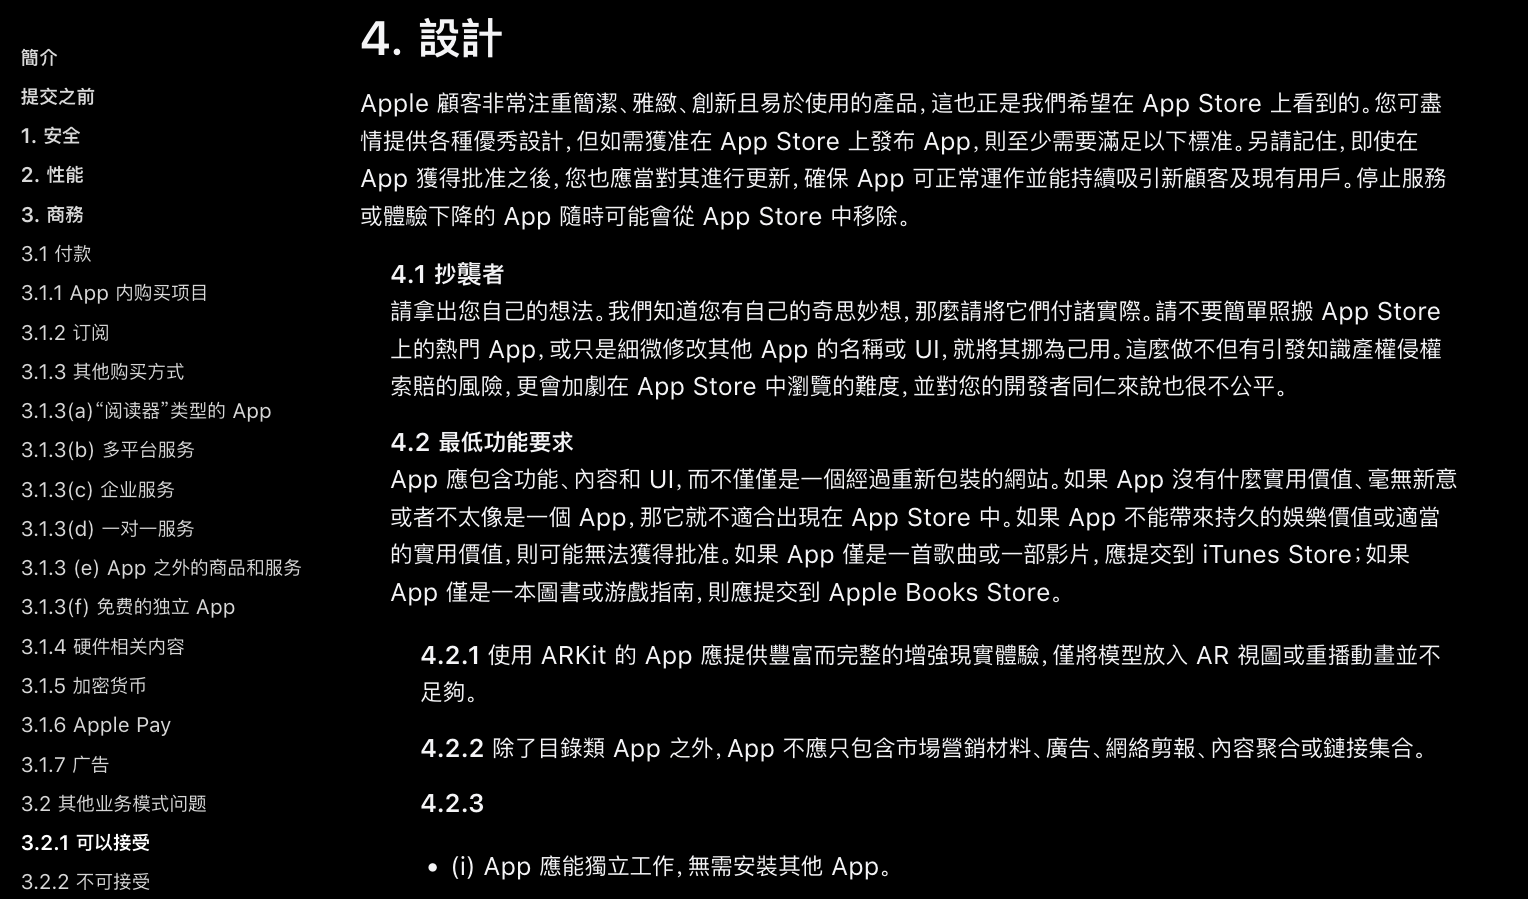 簡介
提交之前
1. 安全
2. 性能
3. 商務
3.1 付款
3.1.1 App 内购买项目
3.1.2 订阅
3.1.3 其他购买方式
3.1.3(a)“阅读器”类型的 App
3.1.3(b) 多平台服务
3.1.3(c) 企业服务
3.1.3(d) 一对一服务
3.1.3 (e) App 之外的商品和服务
3.1.3(f) 免费的独立 App
3.1.4 硬件相关内容
3.1.5 加密货币
3.1.6 Apple Pay
3.1.7 广告
3.2 其他业务模式问题
3.2.1 可以接受
3.2.2 不可接受
4. 設計
Apple 顧客非常注重簡潔、雅緻、創新且易於使用的產品，這也正是我們希望在 App Store 上看到的。您可盡
情提供各種優秀設計，但如需獲准在 App Store 上發布 App，則至少需要滿足以下標准。另請記住，即使在
App 獲得批准之後，您也應當對其進行更新，確保 App 可正常運作並能持續吸引新顧客及現有用戶。停止服務
或體驗下降的 App 隨時可能會從 App Store 中移除。
4.1 抄襲者
請拿出您自己的想法。我們知道您有自己的奇思妙想，那麼請將它們付諸實際。請不要簡單照搬 App Store
上的熱門 App，或只是細微修改其他 App 的名稱或 UI，就將其挪為己用。這麼做不但有引發知識產權侵權
索賠的風險，更會加劇在 App Store 中瀏覽的難度，並對您的開發者同仁來說也很不公平。
4.2 最低功能要求
App 應包含功能、內容和 UI，而不僅僅是一個經過重新包裝的網站。如果 App 沒有什麼實用價值、毫無新意
或者不太像是一個 App，那它就不適合出現在 App Store 中。如果 App 不能帶來持久的娛樂價值或適當
的實用價值，則可能無法獲得批准。如果 App 僅是一首歌曲或一部影片，應提交到 iTunes Store；如果
App 僅是一本圖書或游戲指南，則應提交到 Apple Books Store。
4.2.1 使用 ARKit 的 App 應提供豐富而完整的增強現實體驗，僅將模型放入 AR 視圖或重播動畫並不
足夠。
4.2.2 除了目錄類 App 之外，App 不應只包含市場營銷材料、廣告、網絡剪報、內容聚合或鏈接集合。
4.2.3
• (i) App 應能獨立工作，無需安裝其他 App。